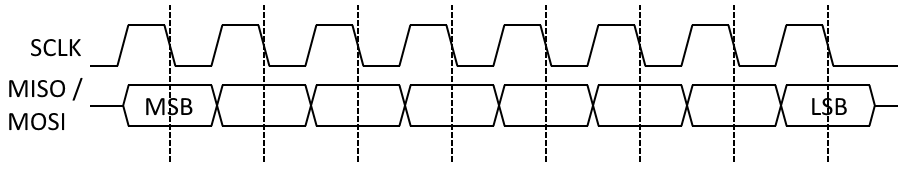 SCLK
MISO /
MOSI
MSB
LSB